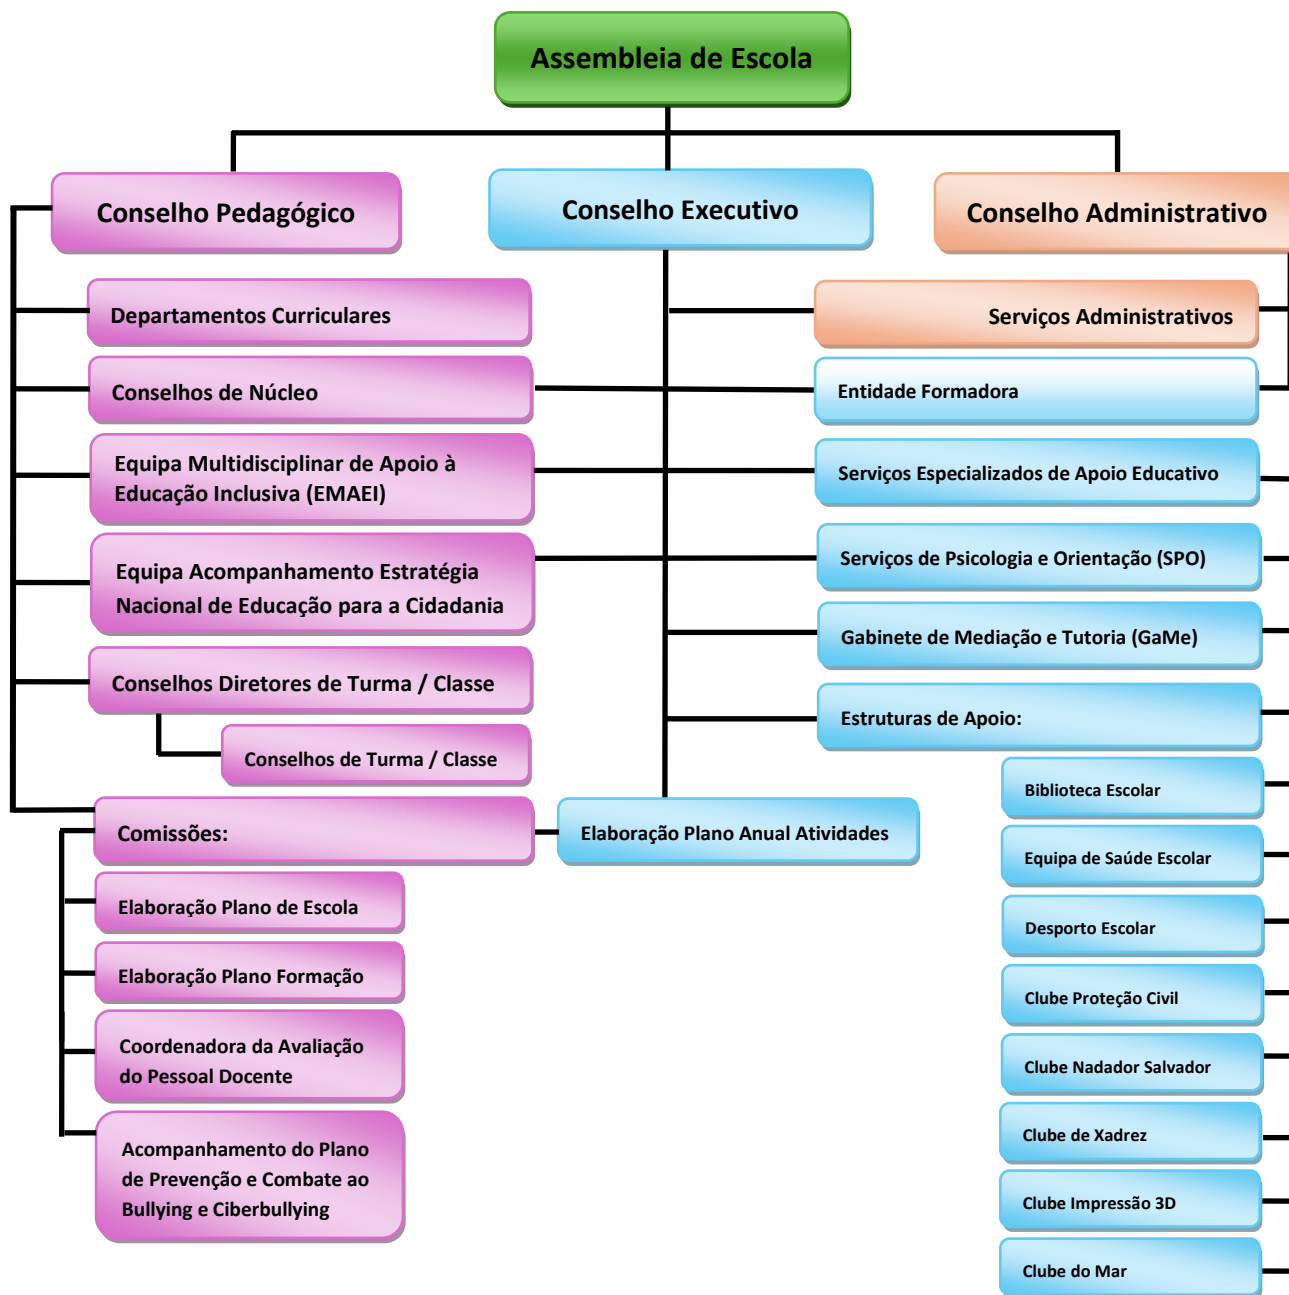 Assembleia de Escola
Conselho Pedagógico
Conselho Executivo
Conselho Administrativo
Departamentos Curriculares
Conselhos de Núcleo
Equipa Multidisciplinar de Apoio à
Educação Inclusiva (EMAEI)
Equipa Acompanhamento Estratégia
Nacional de Educação para a Cidadania
Conselhos Diretores de Turma / Classe
Conselhos de Turma / Classe
Comissões:
Elaboração Plano de Escola
Elaboração Plano Formação
Coordenadora da Avaliação
do Pessoal Docente
Acompanhamento do Plano
de Prevenção e Combate ao
Bullying e Ciberbullying
Elaboração Plano Anual Atividades
Serviços Administrativos
Entidade Formadora
Serviços Especializados de Apoio Educativo
Serviços de Psicologia e Orientação (SPO)
Gabinete de Mediação e Tutoria (GaMe)
Estruturas de Apoio:
Biblioteca Escolar
Equipa de Saúde Escolar
Desporto Escolar
Clube Proteção Civil
Clube Nadador Salvador
Clube de Xadrez
Clube Impressão 3D
Clube do Mar